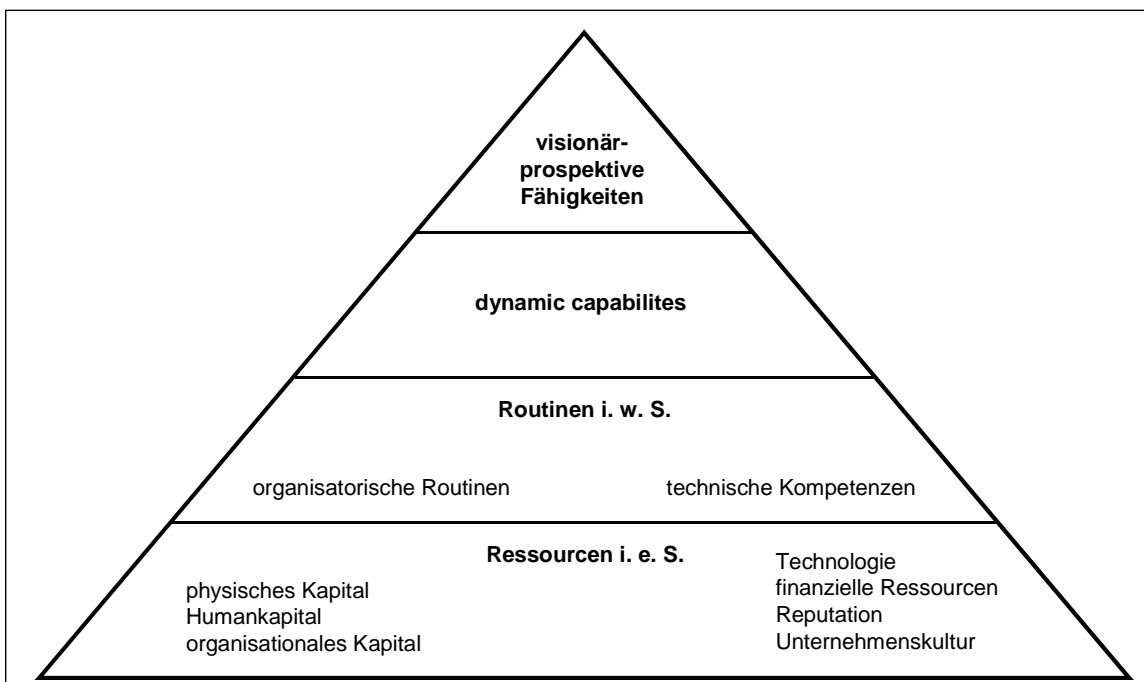 visionär-
prospektive
Fähigkeiten
dynamic capabilites
Routinen i. w. S.
organisatorische Routinen
technische Kompetenzen
Ressourcen i. e. S.
physisches Kapital
Humankapital
organisationales Kapital
Technologie
finanzielle Ressourcen
Reputation
Unternehmenskultur